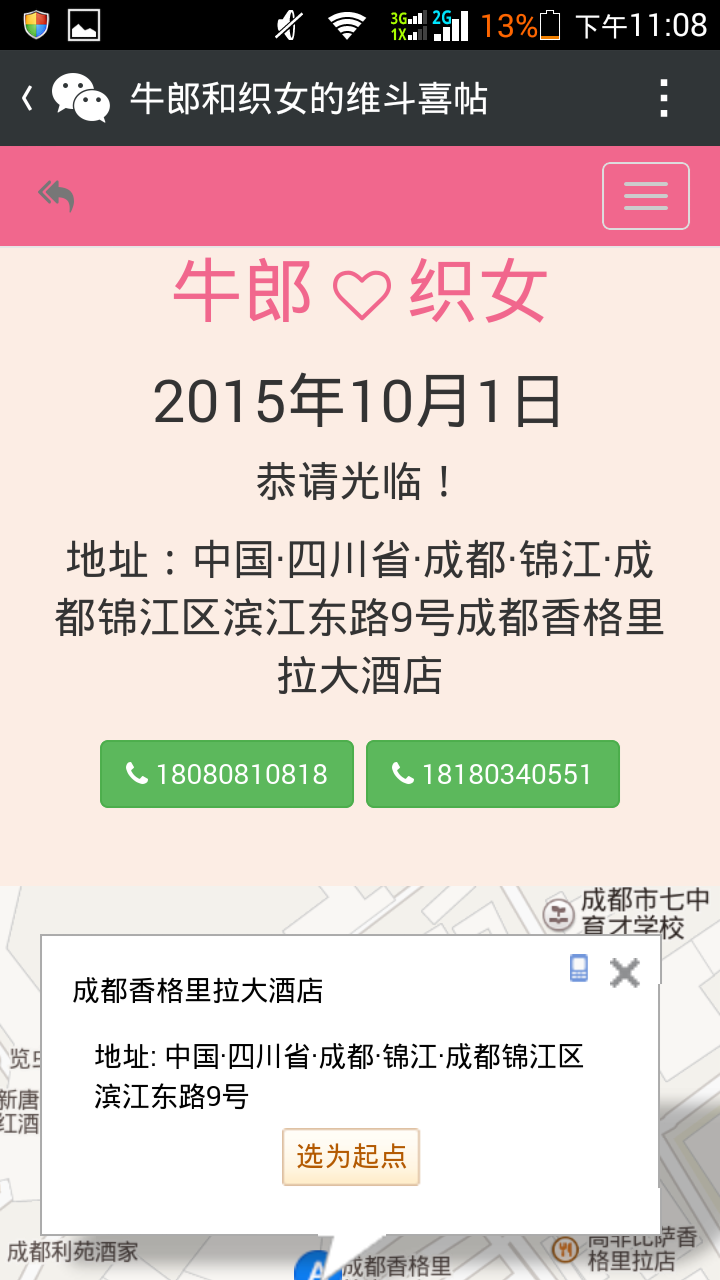 3G 1X 2G 13% 下午11:08
牛郎和织女的维斗喜帖
牛郎 织女
2015年10月1日
恭请光临！
地址：中国·四川省·成都·锦江·成
都锦江区滨江东路9号成都香格里
拉大酒店
18080810818 18180340551
成都市七中
育才学校
成都香格里拉大酒店
地址: 中国·四川省·成都·锦江·成都锦江区
滨江东路9号
选为起点
新唐
红酒
成都利苑酒家
高菲比萨香
格里拉店
A
成都香格里